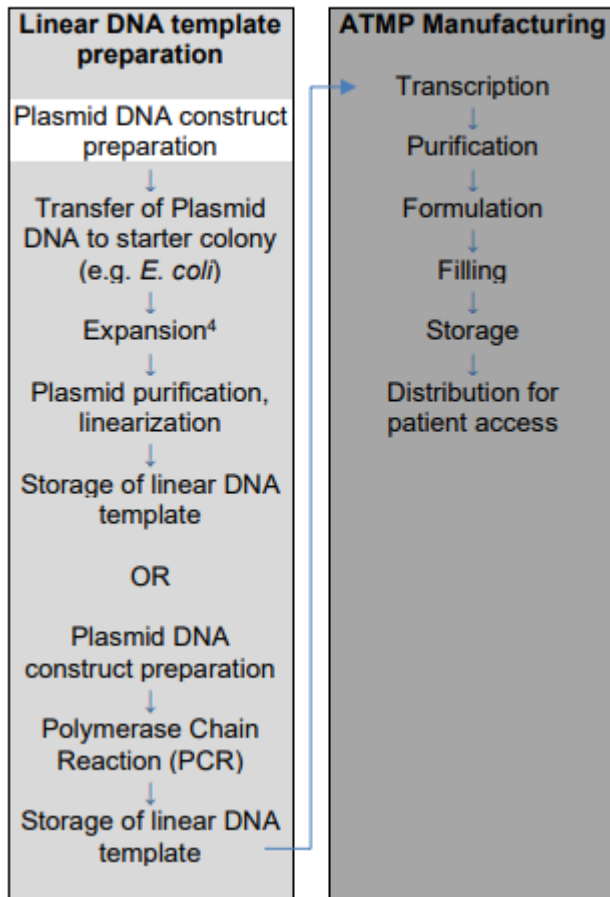 Linear DNA template
preparation
Plasmid DNA construct
preparation
↓
Transfer of Plasmid
DNA to starter colony
(e.g. E. coli)
↓
Expansion⁴
↓
Plasmid purification,
linearization
↓
Storage of linear DNA
template
OR
Plasmid DNA
construct preparation
↓
Polymerase Chain
Reaction (PCR)
↓
Storage of linear DNA
template
ATMP Manufacturing
Transcription
↓
Purification
↓
Formulation
↓
Filling
↓
Storage
↓
Distribution for
patient access